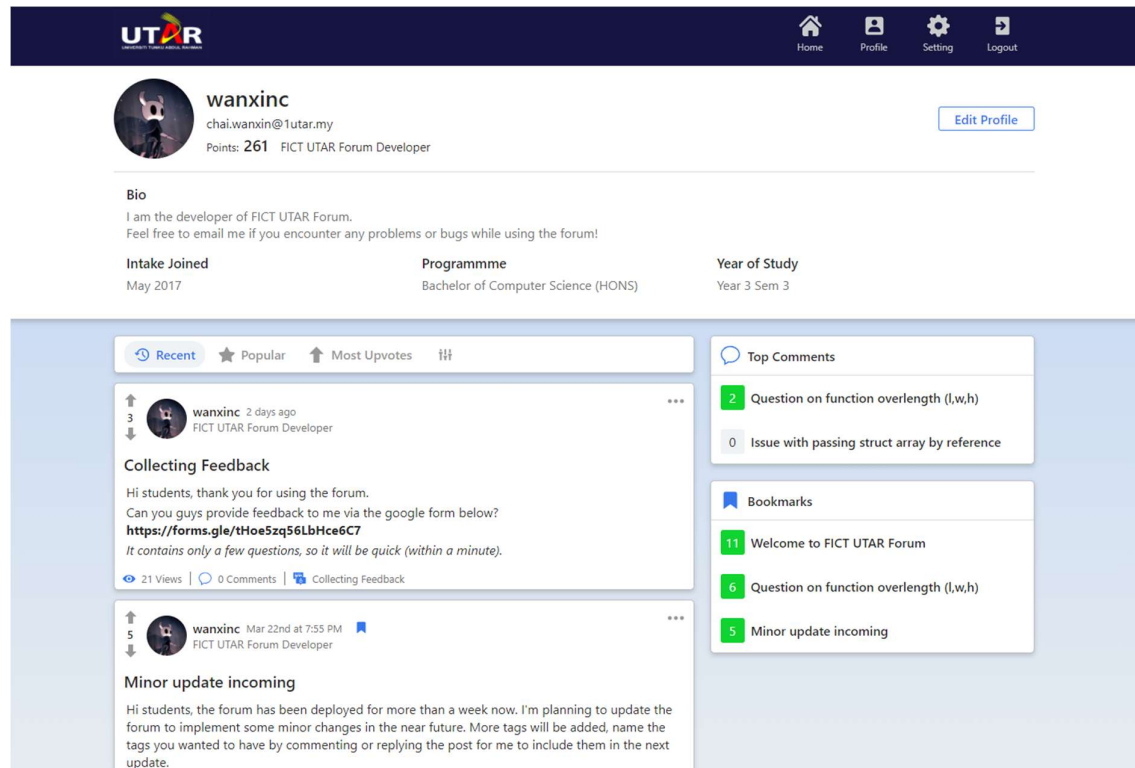 UTAR
UNIVERSITI TUNKU ABDUL RAHMAN
Home
Profile
Setting
Logout
wanxinc
chai.wanxin@1utar.my
Points: 261 FICT UTAR Forum Developer
Edit Profile
Bio
I am the developer of FICT UTAR Forum.
Feel free to email me if you encounter any problems or bugs while using the forum!
Intake Joined
May 2017
Programmme
Bachelor of Computer Science (HONS)
Year of Study
Year 3 Sem 3
Recent
Popular
Most Upvotes
3
wanxinc 2 days ago
FICT UTAR Forum Developer
Collecting Feedback
Hi students, thank you for using the forum.
Can you guys provide feedback to me via the google form below?
https://forms.gle/tHoe5zq56LbHce6C7
It contains only a few questions, so it will be quick (within a minute).
21 Views | 0 Comments | Collecting Feedback
5
wanxinc Mar 22nd at 7:55 PM
FICT UTAR Forum Developer
Minor update incoming
Hi students, the forum has been deployed for more than a week now. I'm planning to update the
forum to implement some minor changes in the near future. More tags will be added, name the
tags you wanted to have by commenting or replying the post for me to include them in the next
update.
Top Comments
2 Question on function overlength (l,w,h)
0 Issue with passing struct array by reference
Bookmarks
11 Welcome to FICT UTAR Forum
6 Question on function overlength (l,w,h)
5 Minor update incoming